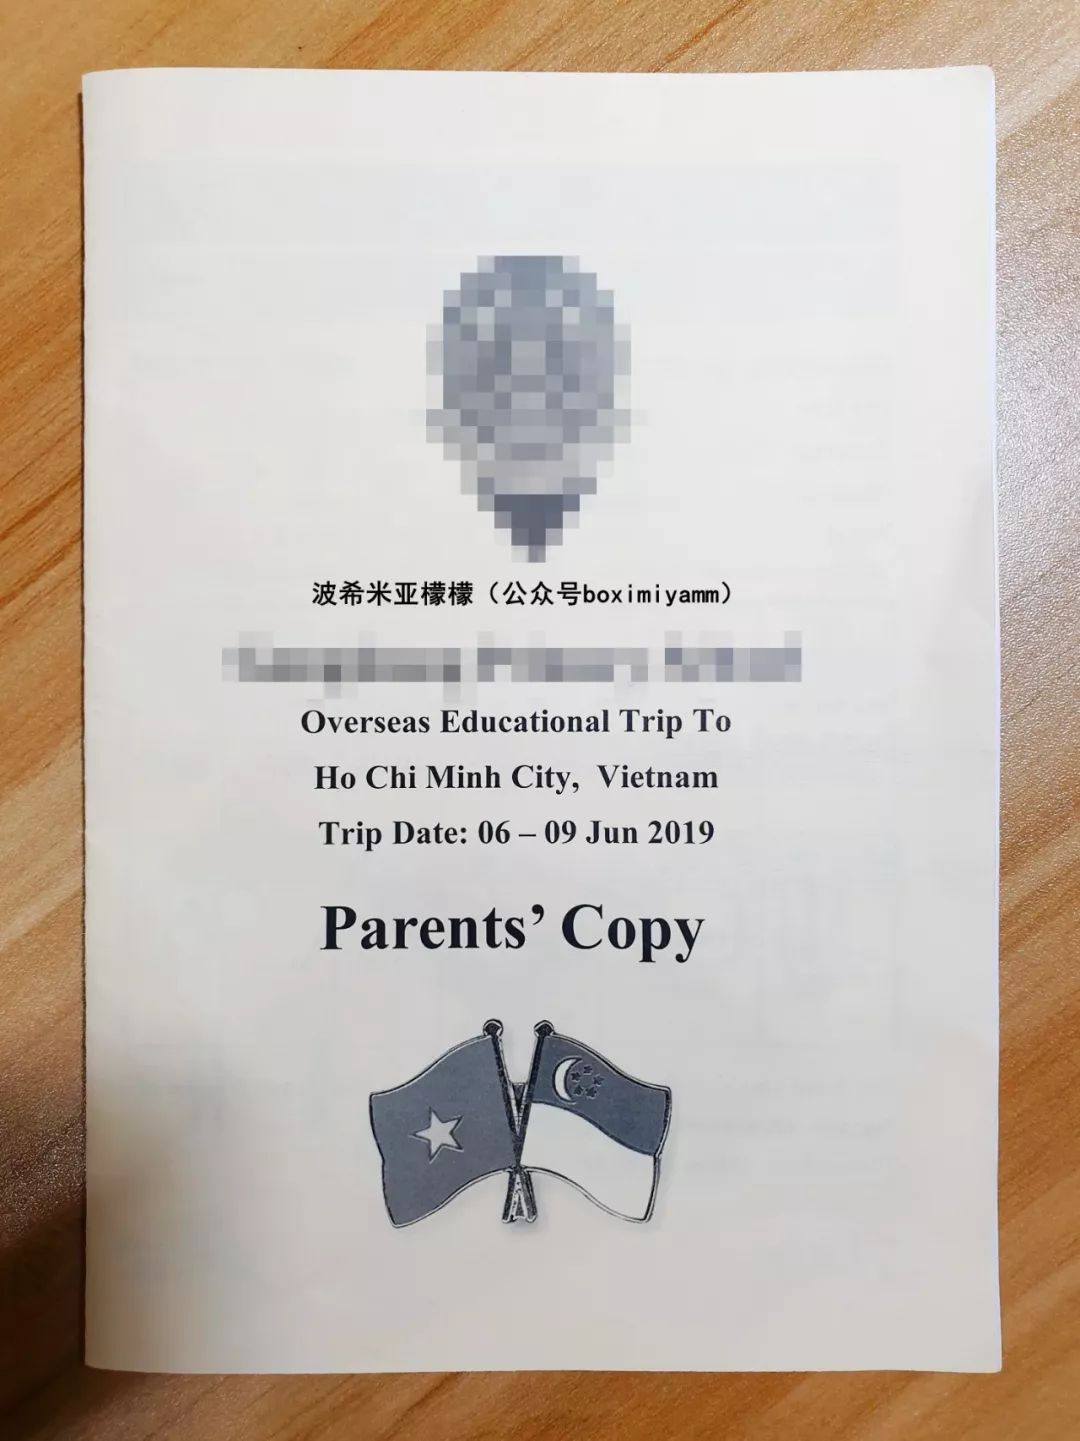 波希米亚檬檬（公众号boximiyamm）
Overseas Educational Trip To
Ho Chi Minh City, Vietnam
Trip Date: 06 – 09 Jun 2019
Parents’ Copy